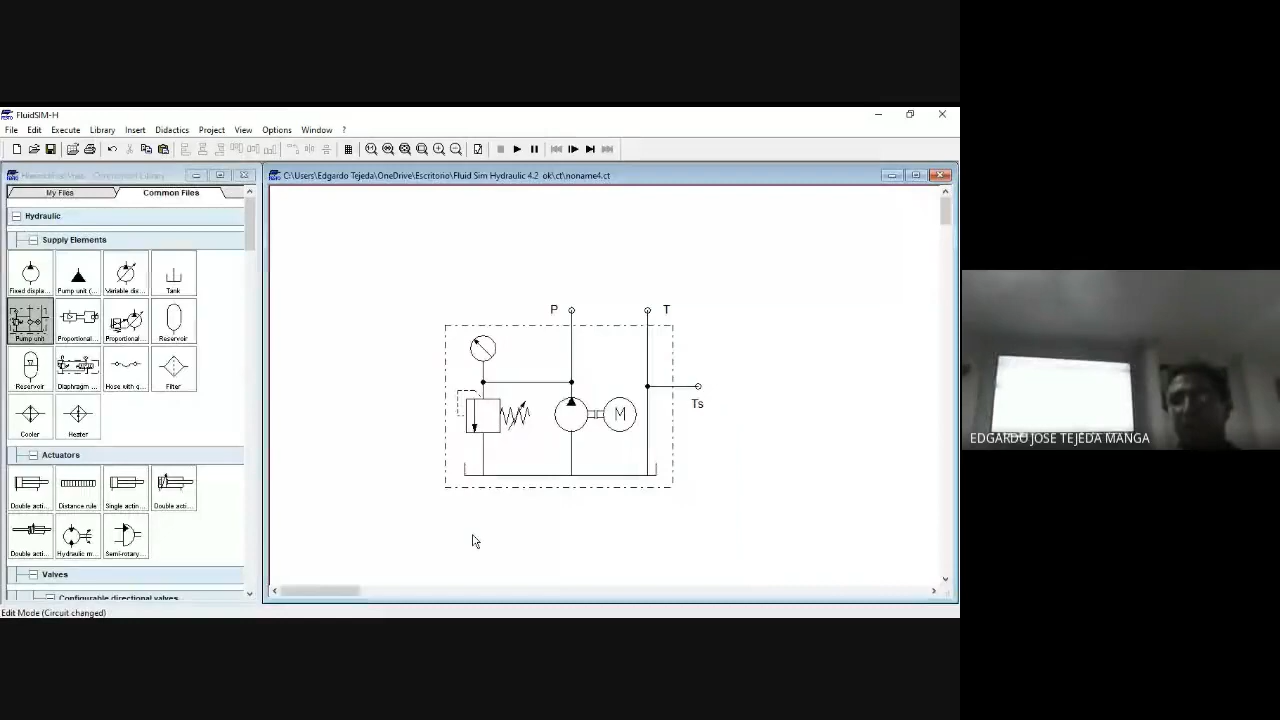 FluidSIM-H
File Edit Execute Library Insert Didactics Project View Options Window ?
C:\Users\Edgardo Tejeda\OneDrive\Escritorio\Fluid Sim Hydraulic 4.2 ok\ct\noname4.ct
My Files Common Files
Hydraulic
Supply Elements
Fixed displa... Pump unit (... Variable dis... Tank
Pump unit Proportional... Proportional... Reservoir
Reservoir Diaphragm ... Hose with q... Filter
Cooler Heater
Actuators
Double acti... Distance rule Single actin... Double acti...
Double acti... Hydraulic m... Semi-rotary...
Valves
Configurable directional valves
P T
M
Ts
Edit Mode (Circuit changed)
EDGARDO JOSE TEJEDA MANGA